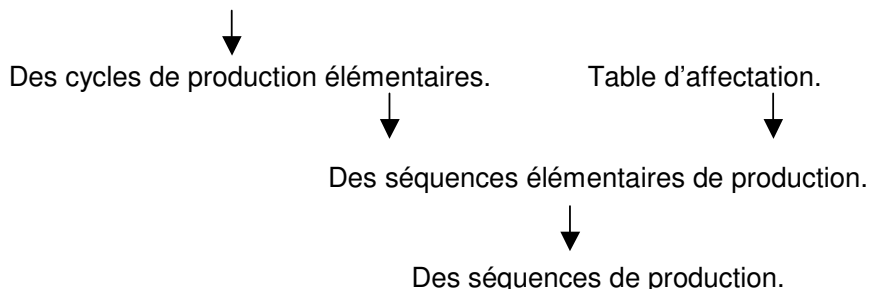 Des cycles de production élémentaires. Table d'affectation.
Des séquences élémentaires de production.
Des séquences de production.